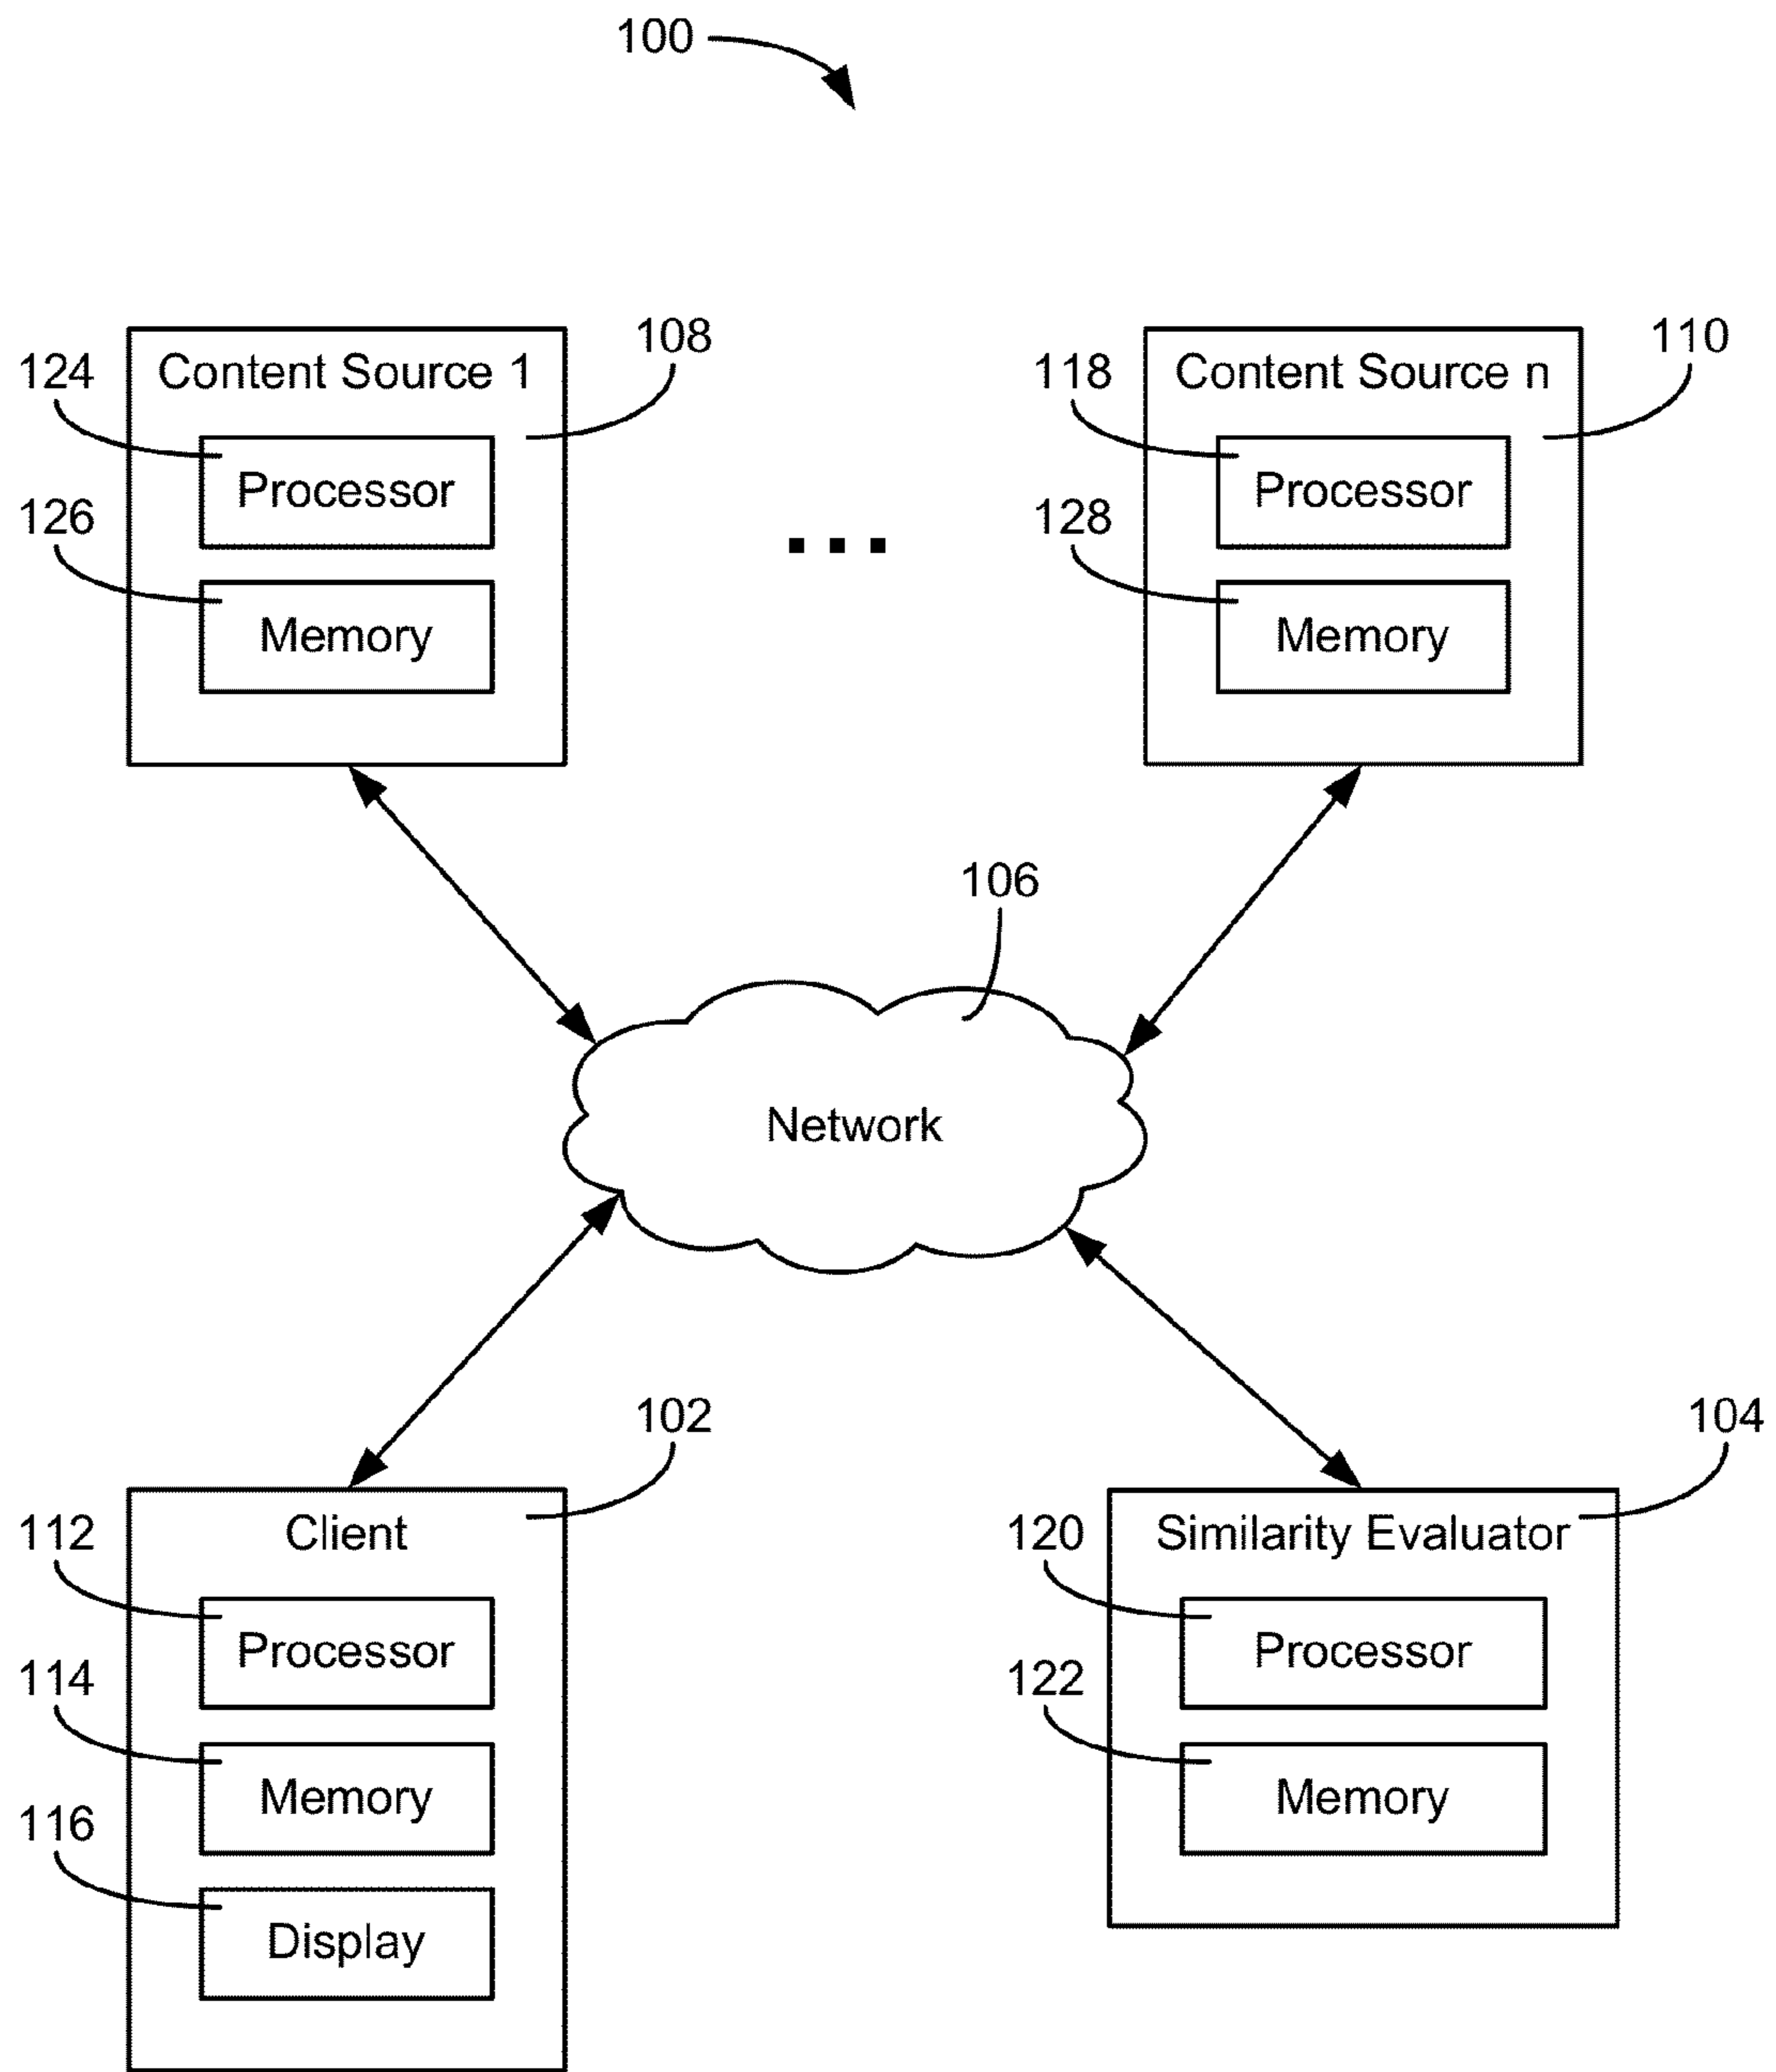 100
108
110
124
Content Source 1
118
Content Source n
Processor
Processor
126
128
Memory
Memory
...
106
Network
102
104
112
Client
120
Similarity Evaluator
Processor
Processor
114
122
Memory
Memory
116
Display